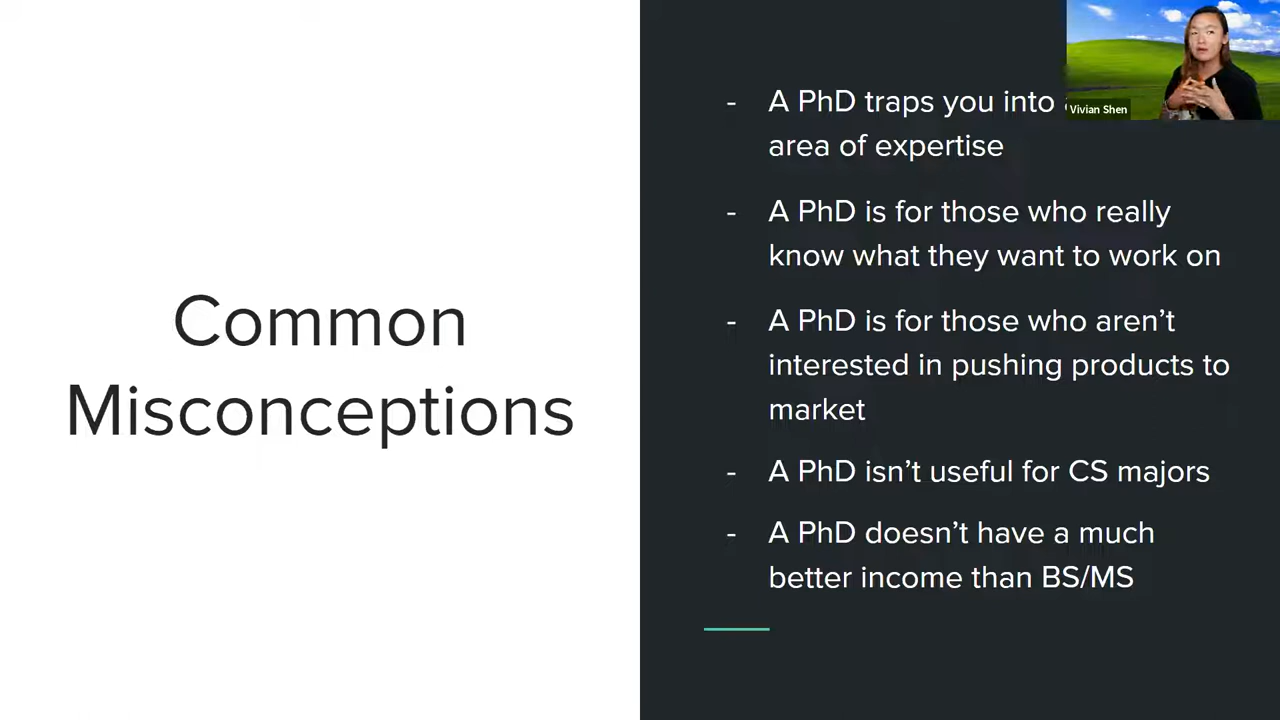 Common
Misconceptions
- A PhD traps you into
area of expertise
- A PhD is for those who really
know what they want to work on
- A PhD is for those who aren’t
interested in pushing products to
market
- A PhD isn’t useful for CS majors
- A PhD doesn’t have a much
better income than BS/MS
Vivian Shen